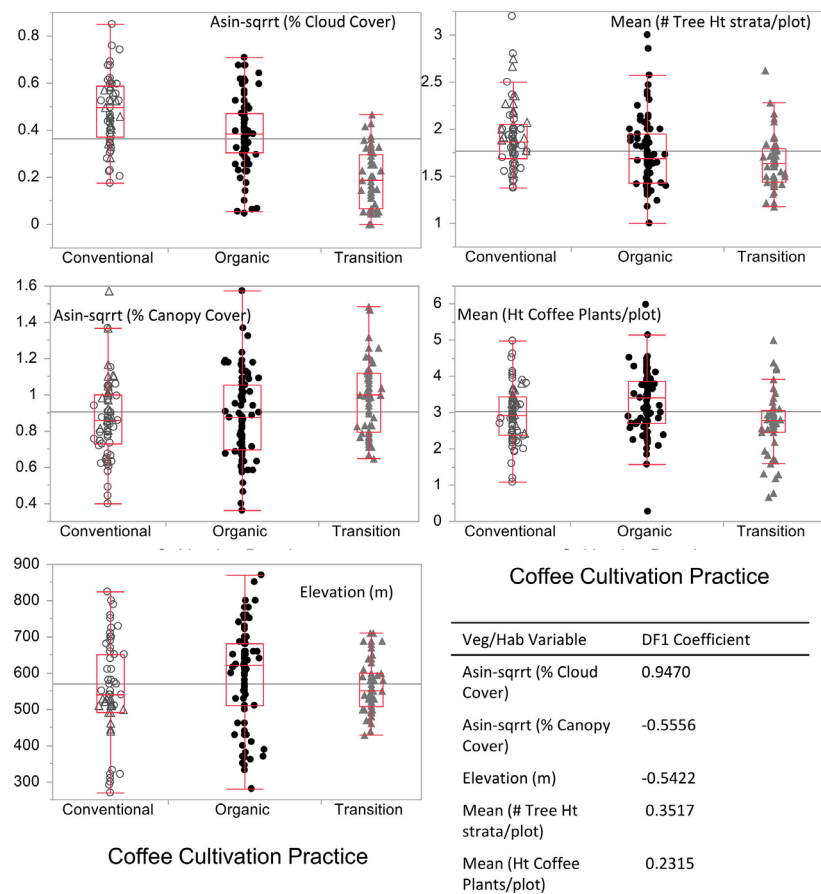 Asin-sqrrt (% Cloud Cover)
0.8
0.6
0.4
0.2
0
Conventional Organic Transition
Mean (# Tree Ht strata/plot)
3
2.5
2
1.5
1
Conventional Organic Transition
Asin-sqrrt (% Canopy Cover)
1.6
1.4
1.2
1
0.8
0.6
0.4
Conventional Organic Transition
Mean (Ht Coffee Plants/plot)
6
5
4
3
2
1
0
Conventional Organic Transition
Elevation (m)
900
800
700
600
500
400
300
Conventional Organic Transition
Coffee Cultivation Practice
Coffee Cultivation Practice
Veg/Hab Variable DF1 Coefficient
Asin-sqrrt (% Cloud 0.9470
Cover)
Asin-sqrrt (% Canopy -0.5556
Cover)
Elevation (m) -0.5422
Mean (# Tree Ht 0.3517
strata/plot)
Mean (Ht Coffee 0.2315
Plants/plot)